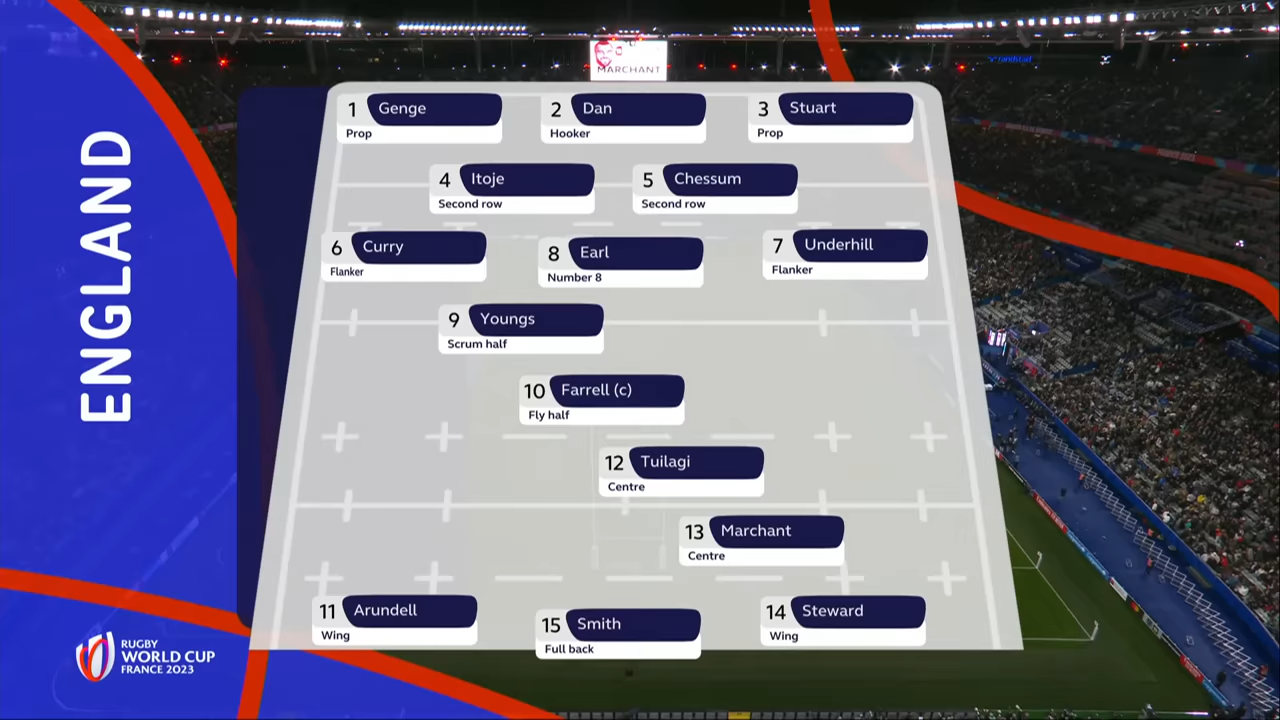 MARCHANT
ENGLAND
1 Genge
Prop
2 Dan
Hooker
3 Stuart
Prop
4 Itoje
Second row
5 Chessum
Second row
6 Curry
Flanker
8 Earl
Number 8
7 Underhill
Flanker
9 Youngs
Scrum half
10 Farrell (c)
Fly half
12 Tuilagi
Centre
13 Marchant
Centre
11 Arundell
Wing
15 Smith
Full back
14 Steward
Wing
RUGBY
WORLD CUP
FRANCE 2023
randstad